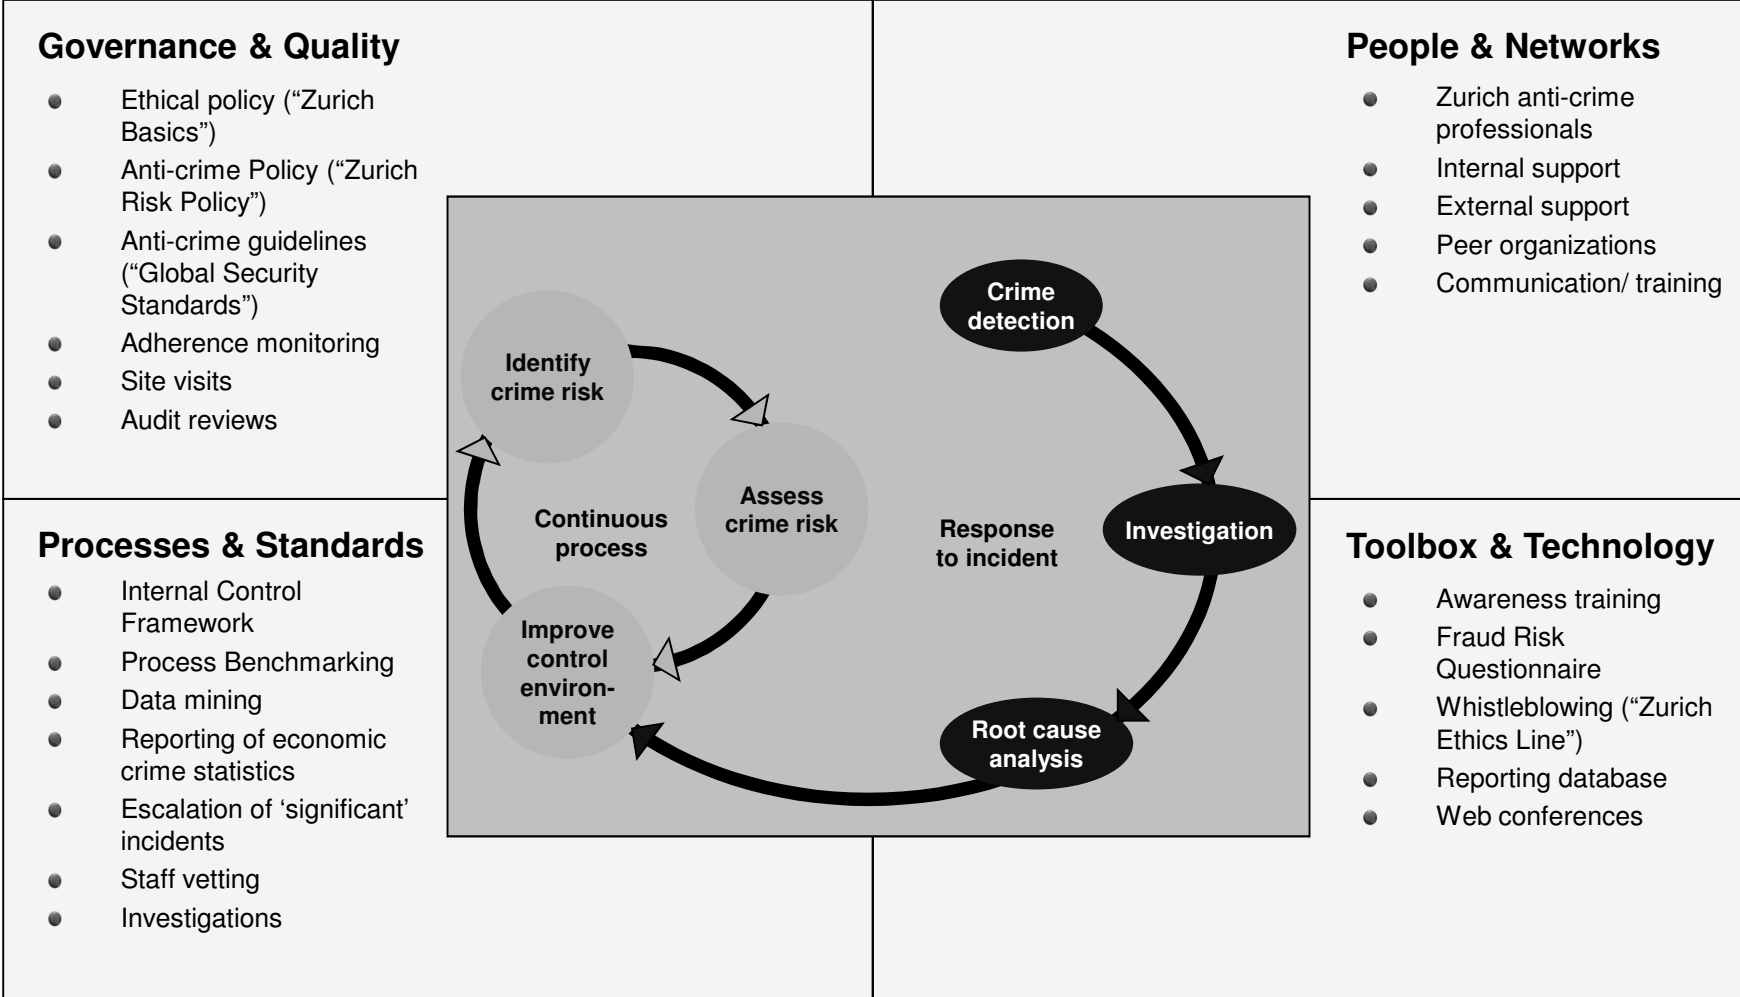 Governance & Quality
Ethical policy (“Zurich
Basics”)
Anti-crime Policy (“Zurich
Risk Policy”)
Anti-crime guidelines
(“Global Security
Standards”)
Adherence monitoring
Site visits
Audit reviews
People & Networks
Zurich anti-crime
professionals
Internal support
External support
Peer organizations
Communication/ training
Identify
crime risk
Assess
crime risk
Continuous
process
Improve
control
environ-
ment
Crime
detection
Investigation
Response
to incident
Root cause
analysis
Processes & Standards
Internal Control
Framework
Process Benchmarking
Data mining
Reporting of economic
crime statistics
Escalation of ‘significant’
incidents
Staff vetting
Investigations
Toolbox & Technology
Awareness training
Fraud Risk
Questionnaire
Whistleblowing (“Zurich
Ethics Line”)
Reporting database
Web conferences